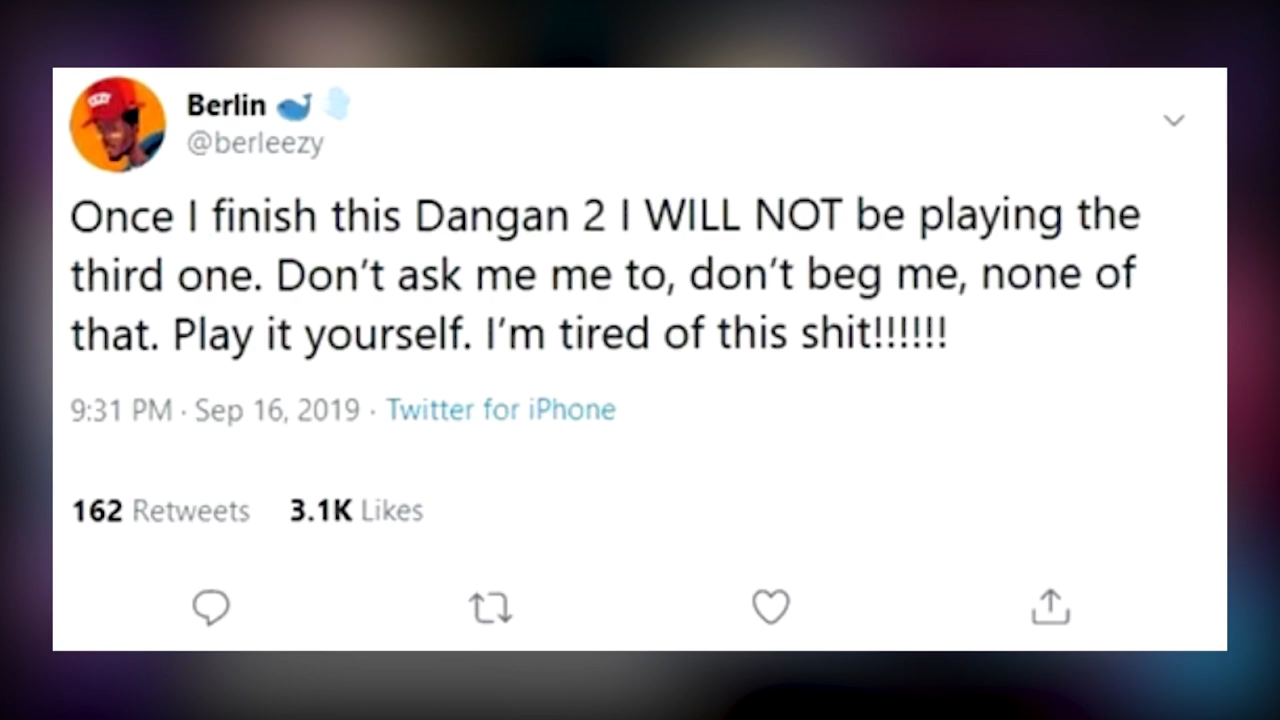 Berlin 🐳💨
@berleezy
Once I finish this Dangan 2 I WILL NOT be playing the
third one. Don't ask me me to, don't beg me, none of
that. Play it yourself. I'm tired of this shit!!!!!!
9:31 PM · Sep 16, 2019 · Twitter for iPhone
162 Retweets 3.1K Likes